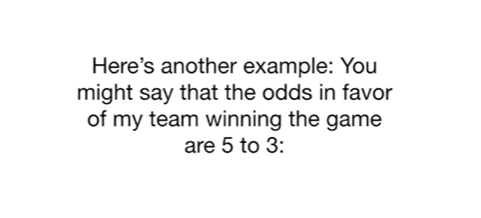 Here’s another example: You
might say that the odds in favor
of my team winning the game
are 5 to 3: